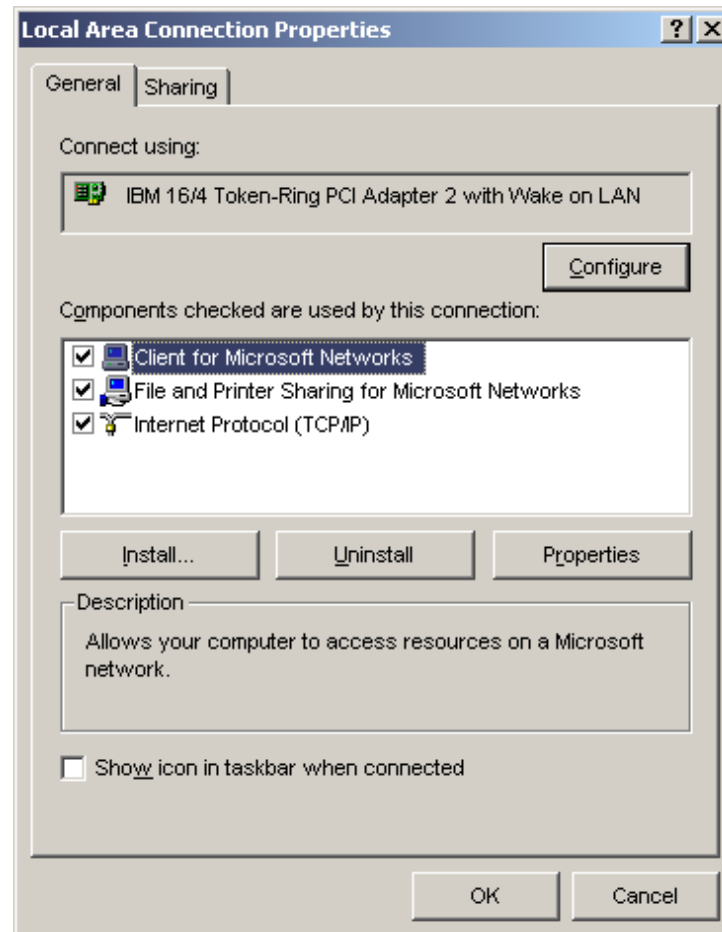 Local Area Connection Properties
General
Sharing
Connect using:
IBM 16/4 Token-Ring PCI Adapter 2 with Wake on LAN
Configure
Components checked are used by this connection:
Client for Microsoft Networks
File and Printer Sharing for Microsoft Networks
Internet Protocol (TCP/IP)
Install...
Uninstall
Properties
Description
Allows your computer to access resources on a Microsoft
network.
Show icon in taskbar when connected
OK
Cancel